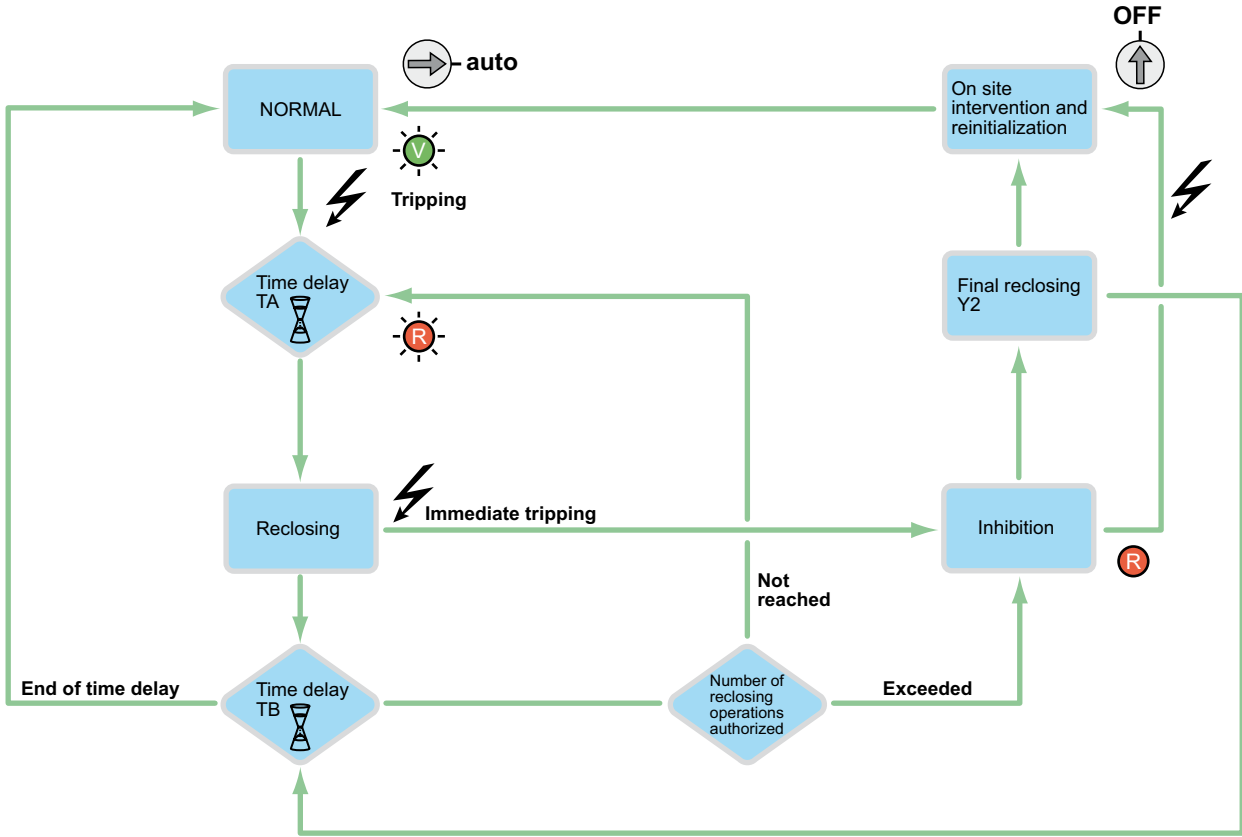 OFF
auto
NORMAL
On site
intervention and
reinitialization
V
Tripping
Time delay
TA
Final reclosing
Y2
R
Reclosing
Immediate tripping
Inhibition
R
Not
reached
End of time delay
Time delay
TB
Number of
reclosing
operations
authorized
Exceeded